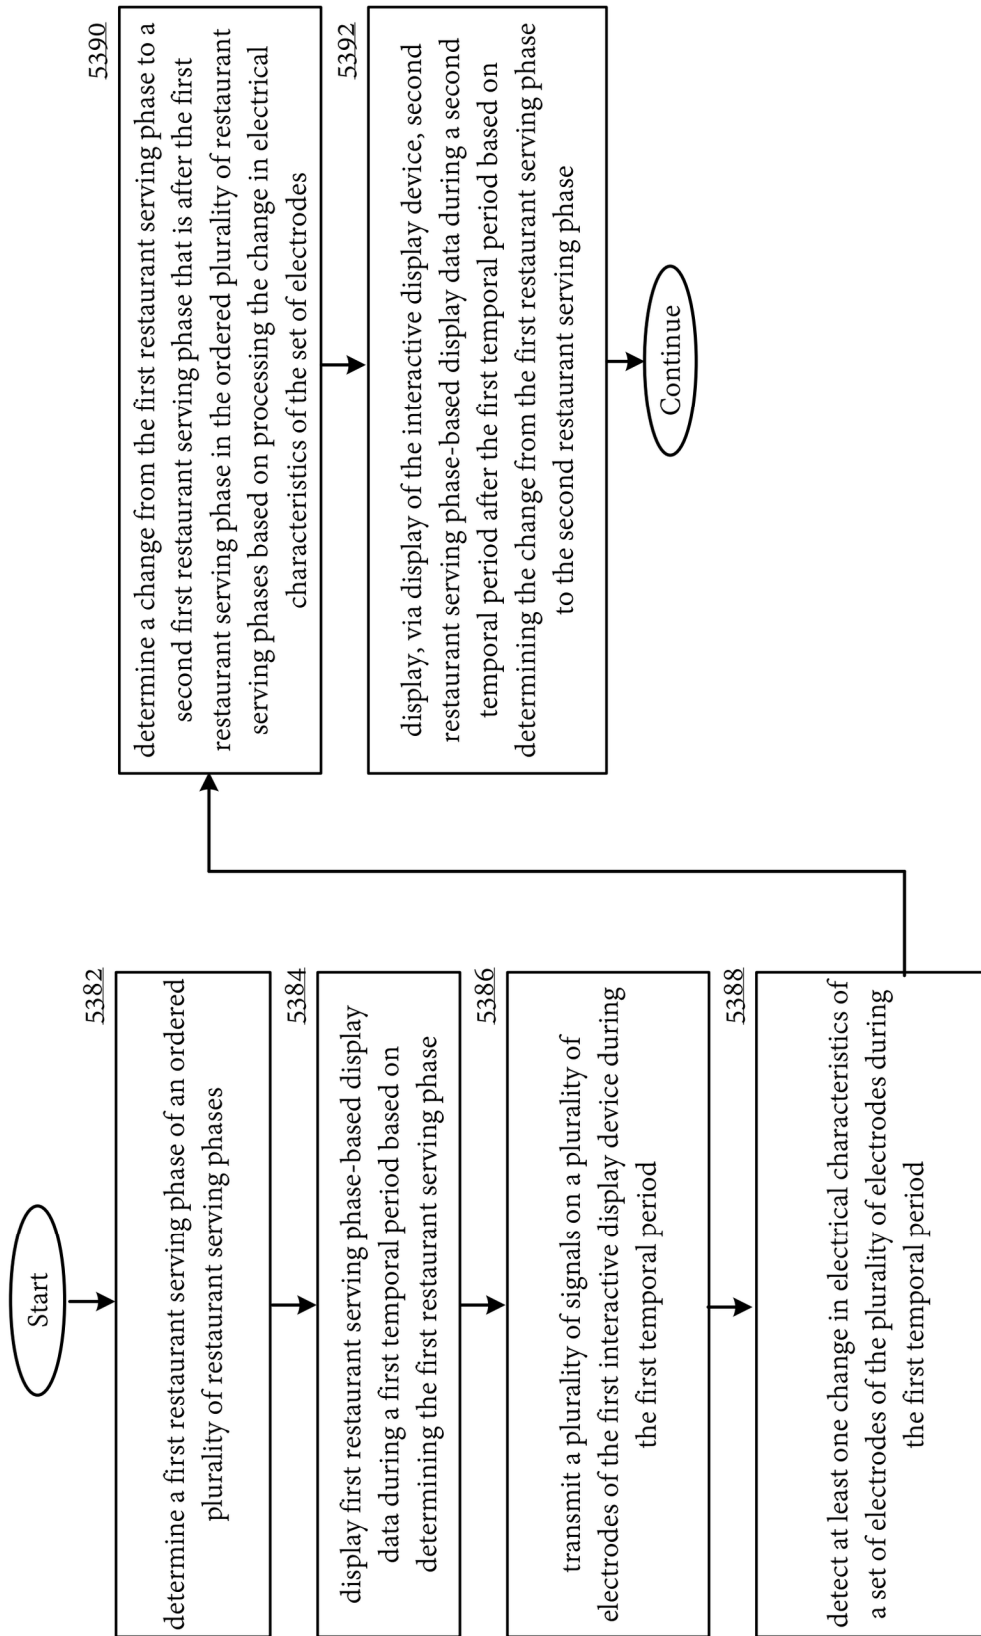 Start
5382
determine a first restaurant serving phase of an ordered
plurality of restaurant serving phases
5384
display first restaurant serving phase-based display
data during a first temporal period based on
determining the first restaurant serving phase
5386
transmit a plurality of signals on a plurality of
electrodes of the first interactive display device during
the first temporal period
5388
detect at least one change in electrical characteristics of
a set of electrodes of the plurality of electrodes during
the first temporal period
5390
determine a change from the first restaurant serving phase to a
second first restaurant serving phase that is after the first
restaurant serving phase in the ordered plurality of restaurant
serving phases based on processing the change in electrical
characteristics of the set of electrodes
5392
display, via display of the interactive display device, second
restaurant serving phase-based display data during a second
temporal period after the first temporal period based on
determining the change from the first restaurant serving phase
to the second restaurant serving phase
Continue